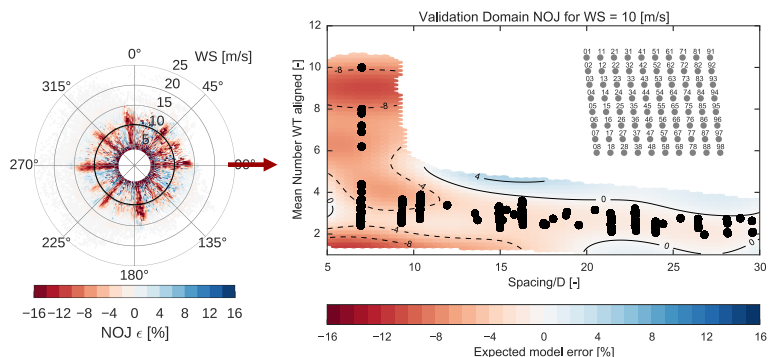 0°
WS [m/s]
25
20
15
10
5
45°
90°
135°
180°
225°
270°
315°
−16 −12 −8 −4 0 4 8 12 16
NOJ ϵ [%]
Validation Domain NOJ for WS = 10 [m/s]
Mean Number WT aligned [-]
12
10
8
6
4
2
-8
-8
-4
-4
-8
0
4
0
0
0
01 11 21 31 41 51 61 71 81 91
02 12 22 32 42 52 62 72 82 92
03 13 23 33 43 53 63 73 83 93
04 14 24 34 44 54 64 74 84 94
05 15 25 35 45 55 65 75 85 95
06 16 26 36 46 56 66 76 86 96
07 17 27 37 47 57 67 77 87 97
08 18 28 38 48 58 68 78 88 98
5 10 15 20 25 30
Spacing/D [-]
−16 −12 −8 −4 0 4 8 12 16
Expected model error [%]